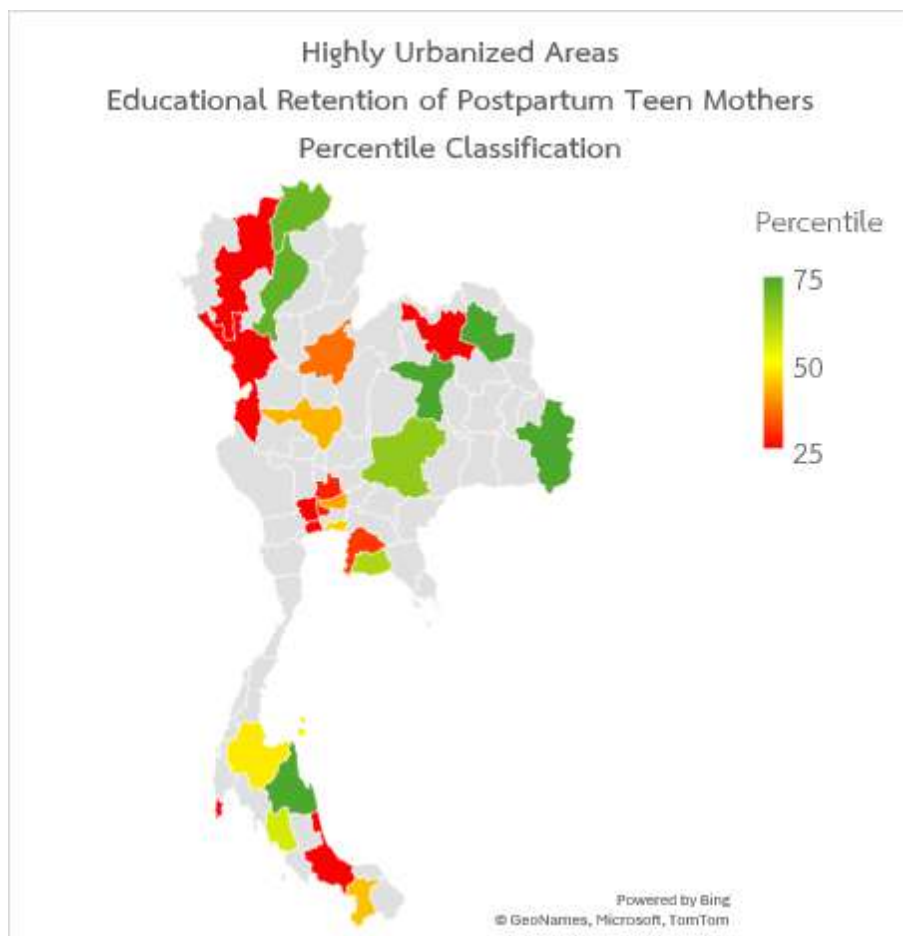 Highly Urbanized Areas
Educational Retention of Postpartum Teen Mothers
Percentile Classification
Percentile
75
50
25
Powered by Bing
© GeoNames, Microsoft, TomTom